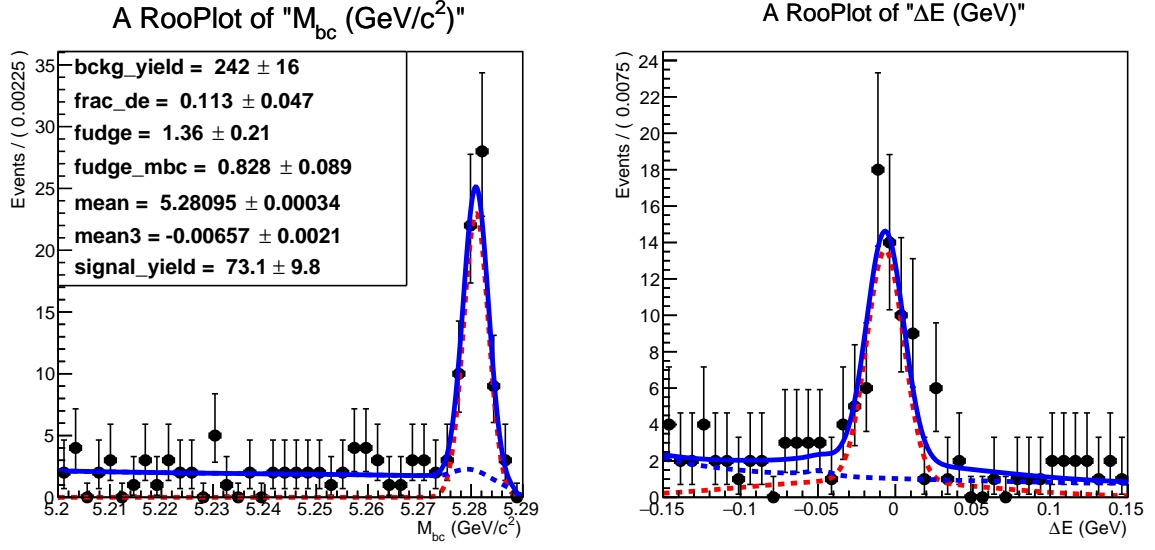 A RooPlot of "M_bc (GeV/c²)"
Events / ( 0.00225)
35
30
25
20
15
10
5
0
bckg_yield = 242 ± 16
frac_de = 0.113 ± 0.047
fudge = 1.36 ± 0.21
fudge_mbc = 0.828 ± 0.089
mean = 5.28095 ± 0.00034
mean3 = -0.00657 ± 0.0021
signal_yield = 73.1 ± 9.8
5.2 5.21 5.22 5.23 5.24 5.25 5.26 5.27 5.28 5.29
M_bc (GeV/c²)
A RooPlot of "ΔE (GeV)"
Events / ( 0.0075)
24
22
20
18
16
14
12
10
8
6
4
2
0
−0.15 −0.1 −0.05 0 0.05 0.1 0.15
ΔE (GeV)